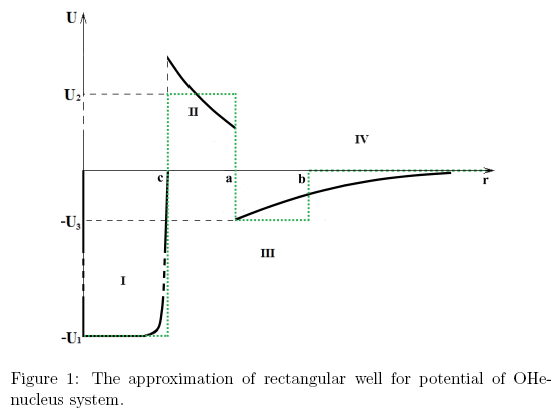 U
U₂
II
IV
c
a
b
r
-U₃
III
I
-U₁
Figure 1: The approximation of rectangular well for potential of OHe-
nucleus system.